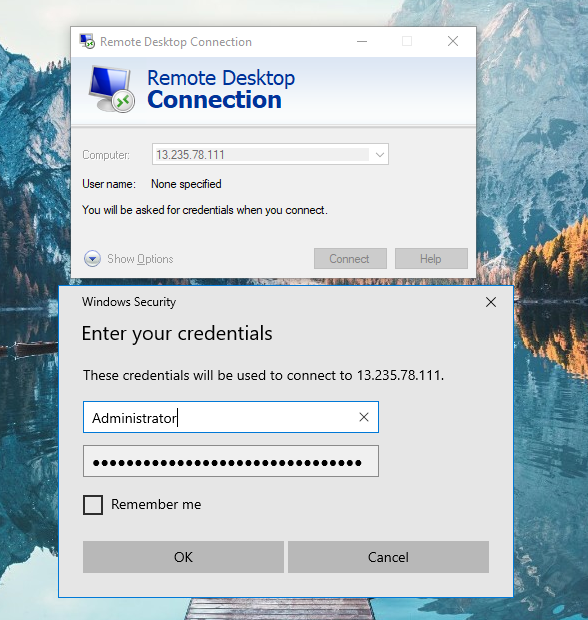 Remote Desktop Connection
Remote Desktop
Connection
Computer: 13.235.78.111
User name: None specified
You will be asked for credentials when you connect.
Show Options Connect Help
Windows Security
Enter your credentials
These credentials will be used to connect to 13.235.78.111.
Administrator
●●●●●●●●●●●●●●●●●●●●●●●●●●●●●●●●
Remember me
OK Cancel